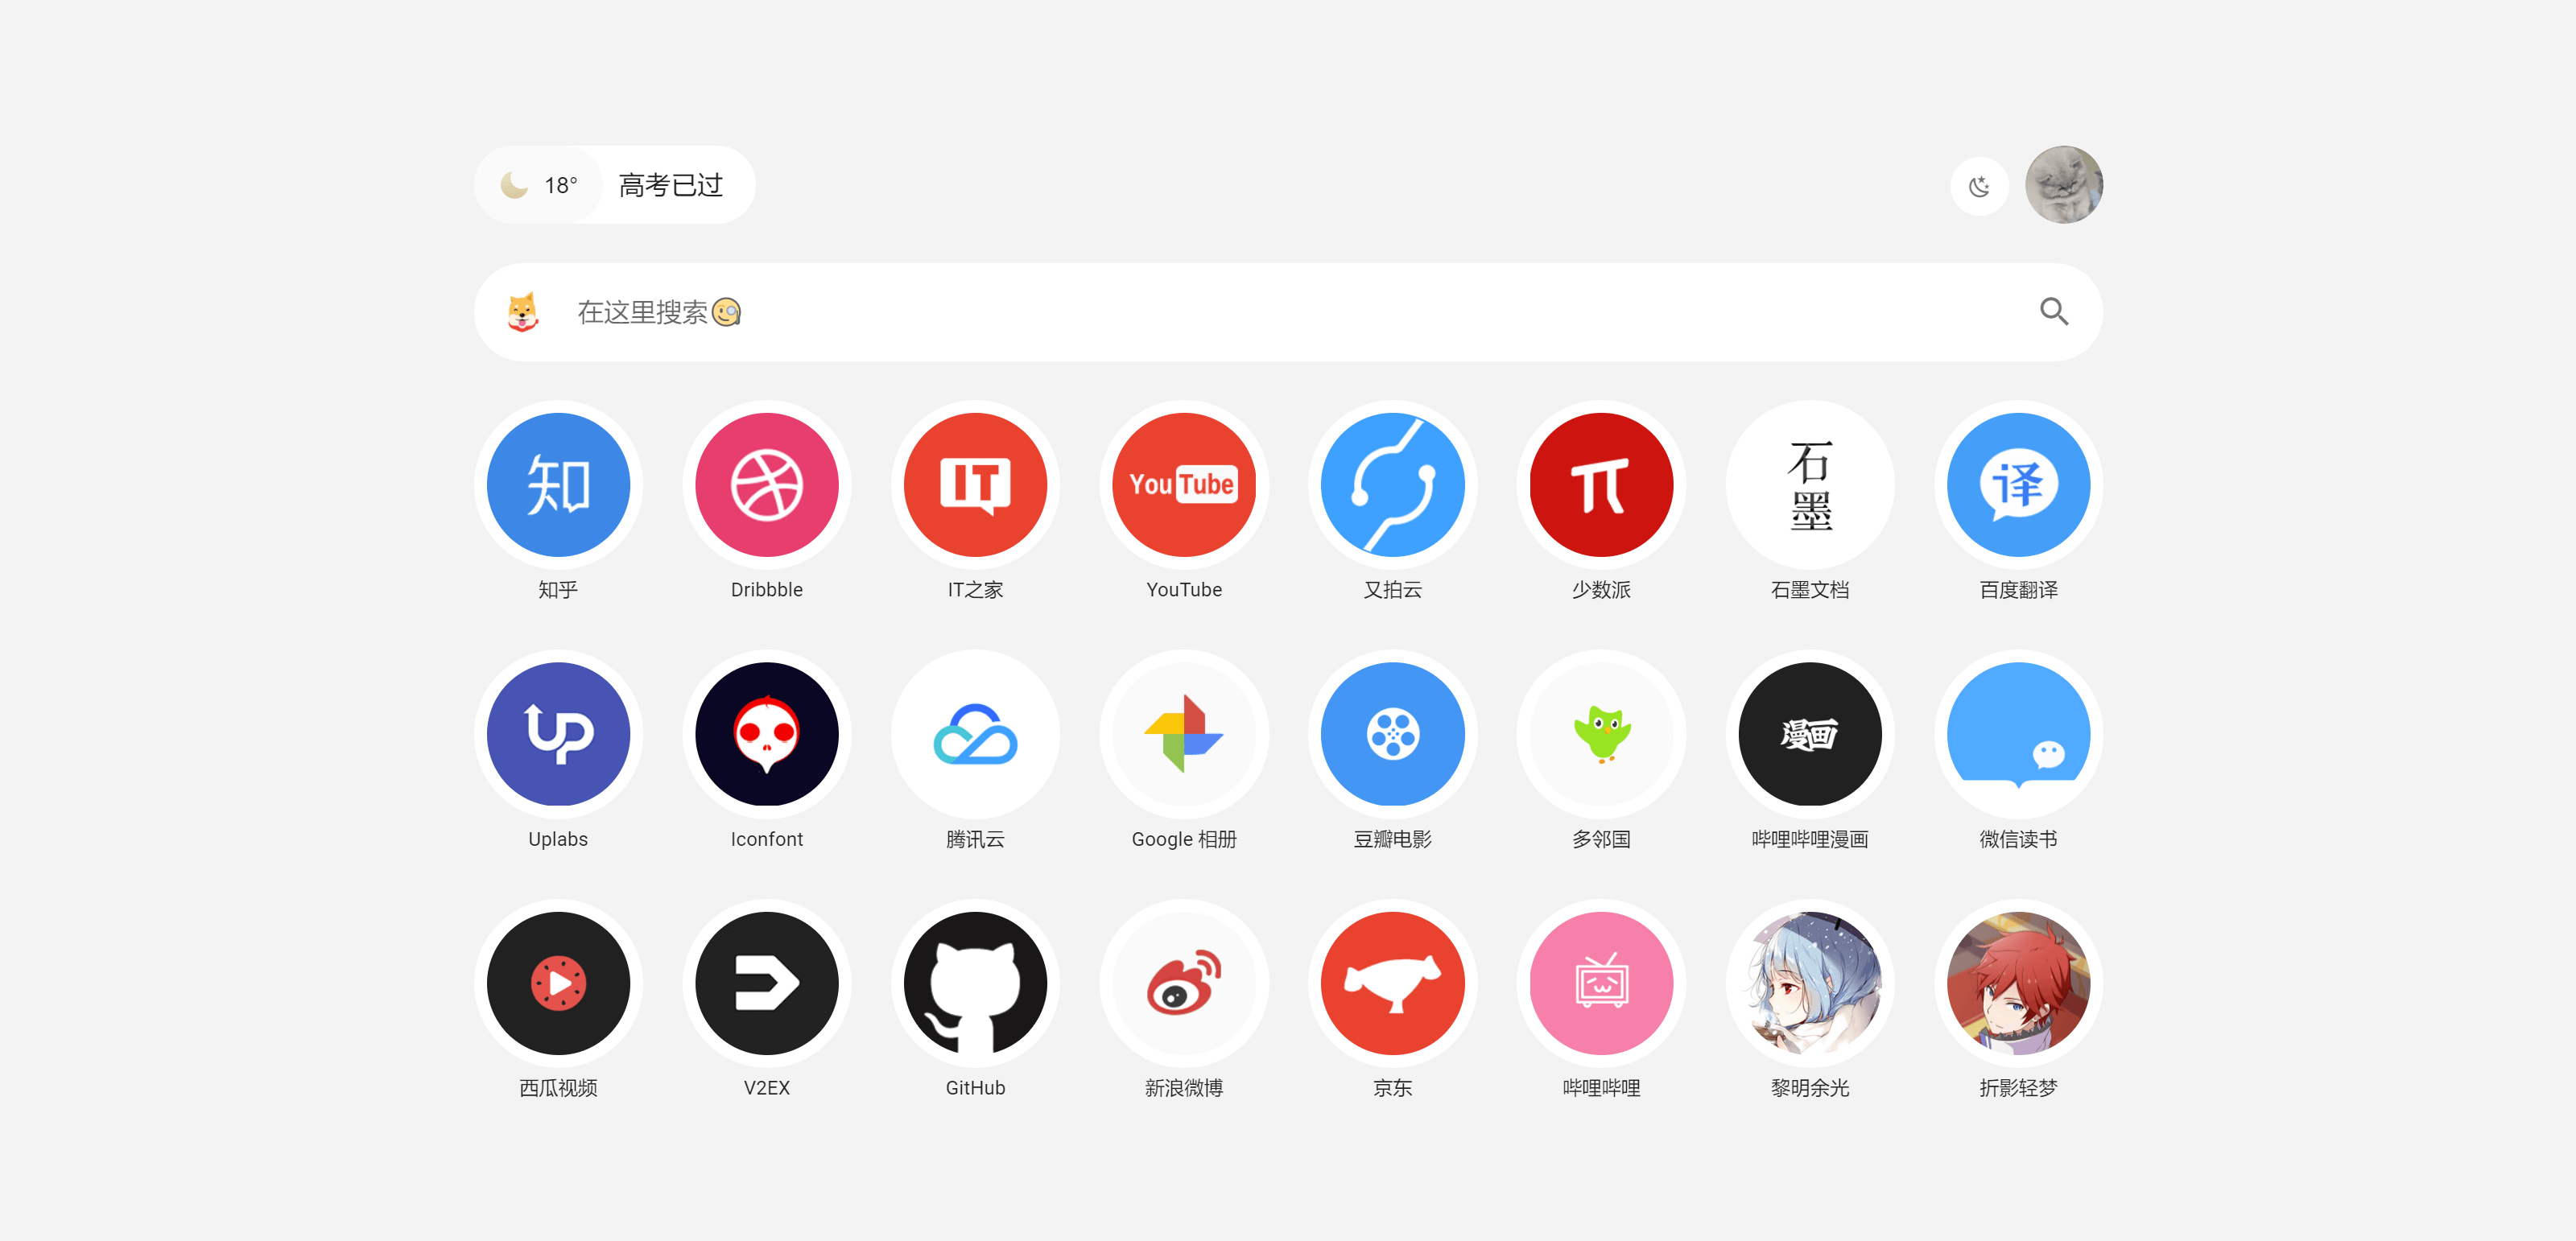 18° 高考已过
在这里搜索
知 IT YouTube 石墨 译
知乎 Dribbble IT之家 YouTube 又拍云 少数派 石墨文档 百度翻译
UP 漫画
Uplabs Iconfont 腾讯云 Google 相册 豆瓣电影 多邻国 哔哩哔哩漫画 微信读书
西瓜视频 V2EX GitHub 新浪微博 京东 哔哩哔哩 黎明余光 折影轻梦